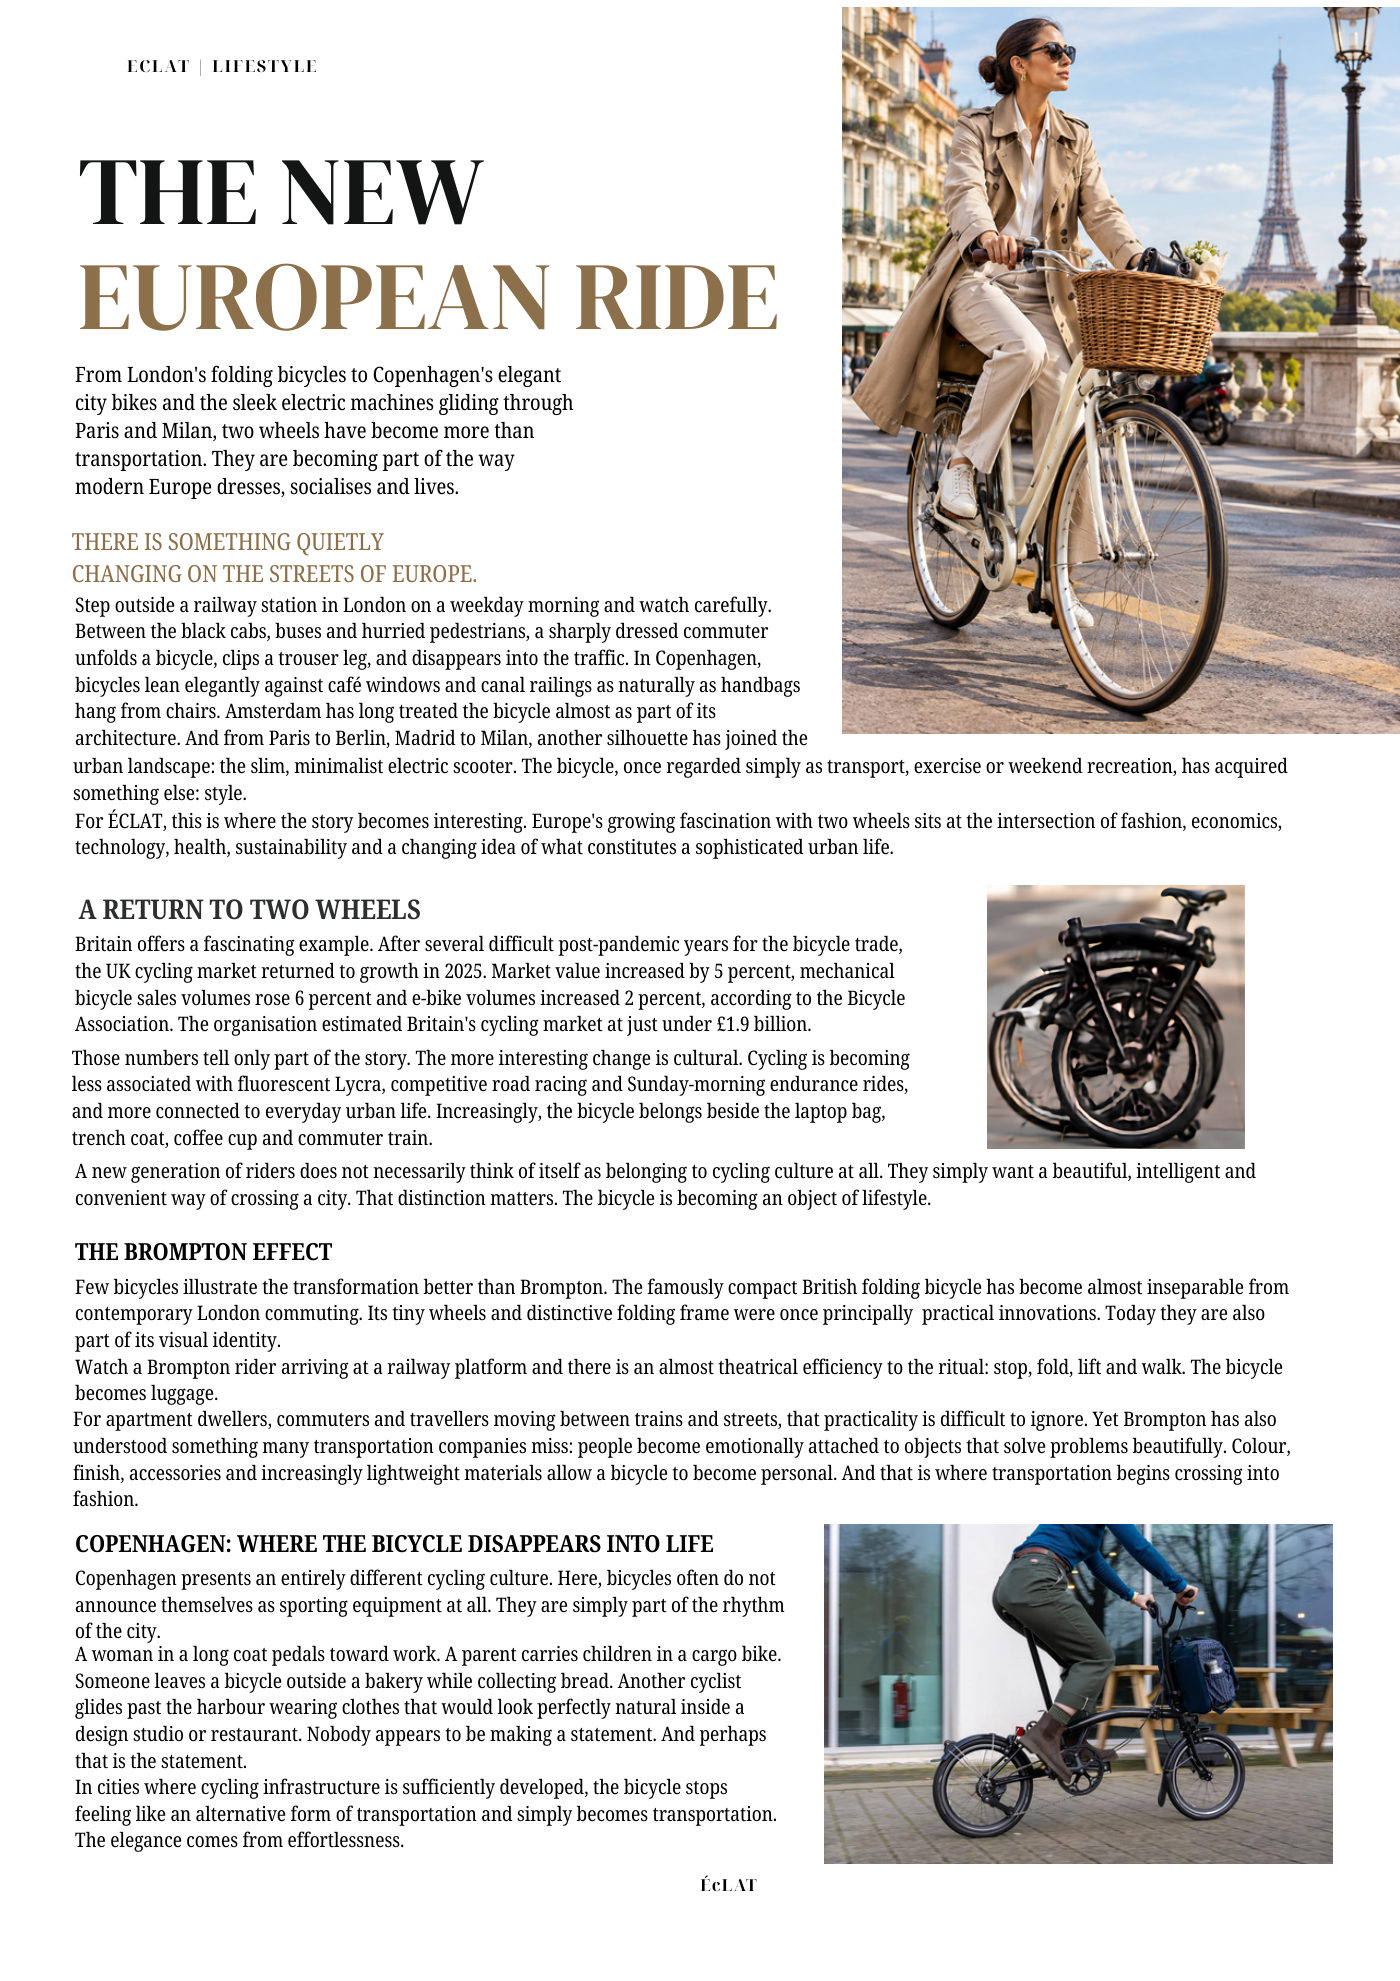 ECLAT | LIFESTYLE
THE NEW
EUROPEAN RIDE
From London's folding bicycles to Copenhagen's elegant
city bikes and the sleek electric machines gliding through
Paris and Milan, two wheels have become more than
transportation. They are becoming part of the way
modern Europe dresses, socialises and lives.
THERE IS SOMETHING QUIETLY
CHANGING ON THE STREETS OF EUROPE.
Step outside a railway station in London on a weekday morning and watch carefully.
Between the black cabs, buses and hurried pedestrians, a sharply dressed commuter
unfolds a bicycle, clips a trouser leg, and disappears into the traffic. In Copenhagen,
bicycles lean elegantly against café windows and canal railings as naturally as handbags
hang from chairs. Amsterdam has long treated the bicycle almost as part of its
architecture. And from Paris to Berlin, Madrid to Milan, another silhouette has joined the
urban landscape: the slim, minimalist electric scooter. The bicycle, once regarded simply as transport, exercise or weekend recreation, has acquired
something else: style.
For ÉCLAT, this is where the story becomes interesting. Europe's growing fascination with two wheels sits at the intersection of fashion, economics,
technology, health, sustainability and a changing idea of what constitutes a sophisticated urban life.
A RETURN TO TWO WHEELS
Britain offers a fascinating example. After several difficult post-pandemic years for the bicycle trade,
the UK cycling market returned to growth in 2025. Market value increased by 5 percent, mechanical
bicycle sales volumes rose 6 percent and e-bike volumes increased 2 percent, according to the Bicycle
Association. The organisation estimated Britain's cycling market at just under £1.9 billion.
Those numbers tell only part of the story. The more interesting change is cultural. Cycling is becoming
less associated with fluorescent Lycra, competitive road racing and Sunday-morning endurance rides,
and more connected to everyday urban life. Increasingly, the bicycle belongs beside the laptop bag,
trench coat, coffee cup and commuter train.
A new generation of riders does not necessarily think of itself as belonging to cycling culture at all. They simply want a beautiful, intelligent and
convenient way of crossing a city. That distinction matters. The bicycle is becoming an object of lifestyle.
THE BROMPTON EFFECT
Few bicycles illustrate the transformation better than Brompton. The famously compact British folding bicycle has become almost inseparable from
contemporary London commuting. Its tiny wheels and distinctive folding frame were once principally  practical innovations. Today they are also
part of its visual identity.
Watch a Brompton rider arriving at a railway platform and there is an almost theatrical efficiency to the ritual: stop, fold, lift and walk. The bicycle
becomes luggage.
For apartment dwellers, commuters and travellers moving between trains and streets, that practicality is difficult to ignore. Yet Brompton has also
understood something many transportation companies miss: people become emotionally attached to objects that solve problems beautifully. Colour,
finish, accessories and increasingly lightweight materials allow a bicycle to become personal. And that is where transportation begins crossing into
fashion.
COPENHAGEN: WHERE THE BICYCLE DISAPPEARS INTO LIFE
Copenhagen presents an entirely different cycling culture. Here, bicycles often do not
announce themselves as sporting equipment at all. They are simply part of the rhythm
of the city.
A woman in a long coat pedals toward work. A parent carries children in a cargo bike.
Someone leaves a bicycle outside a bakery while collecting bread. Another cyclist
glides past the harbour wearing clothes that would look perfectly natural inside a
design studio or restaurant. Nobody appears to be making a statement. And perhaps
that is the statement.
In cities where cycling infrastructure is sufficiently developed, the bicycle stops
feeling like an alternative form of transportation and simply becomes transportation.
The elegance comes from effortlessness.
ÉcLAT